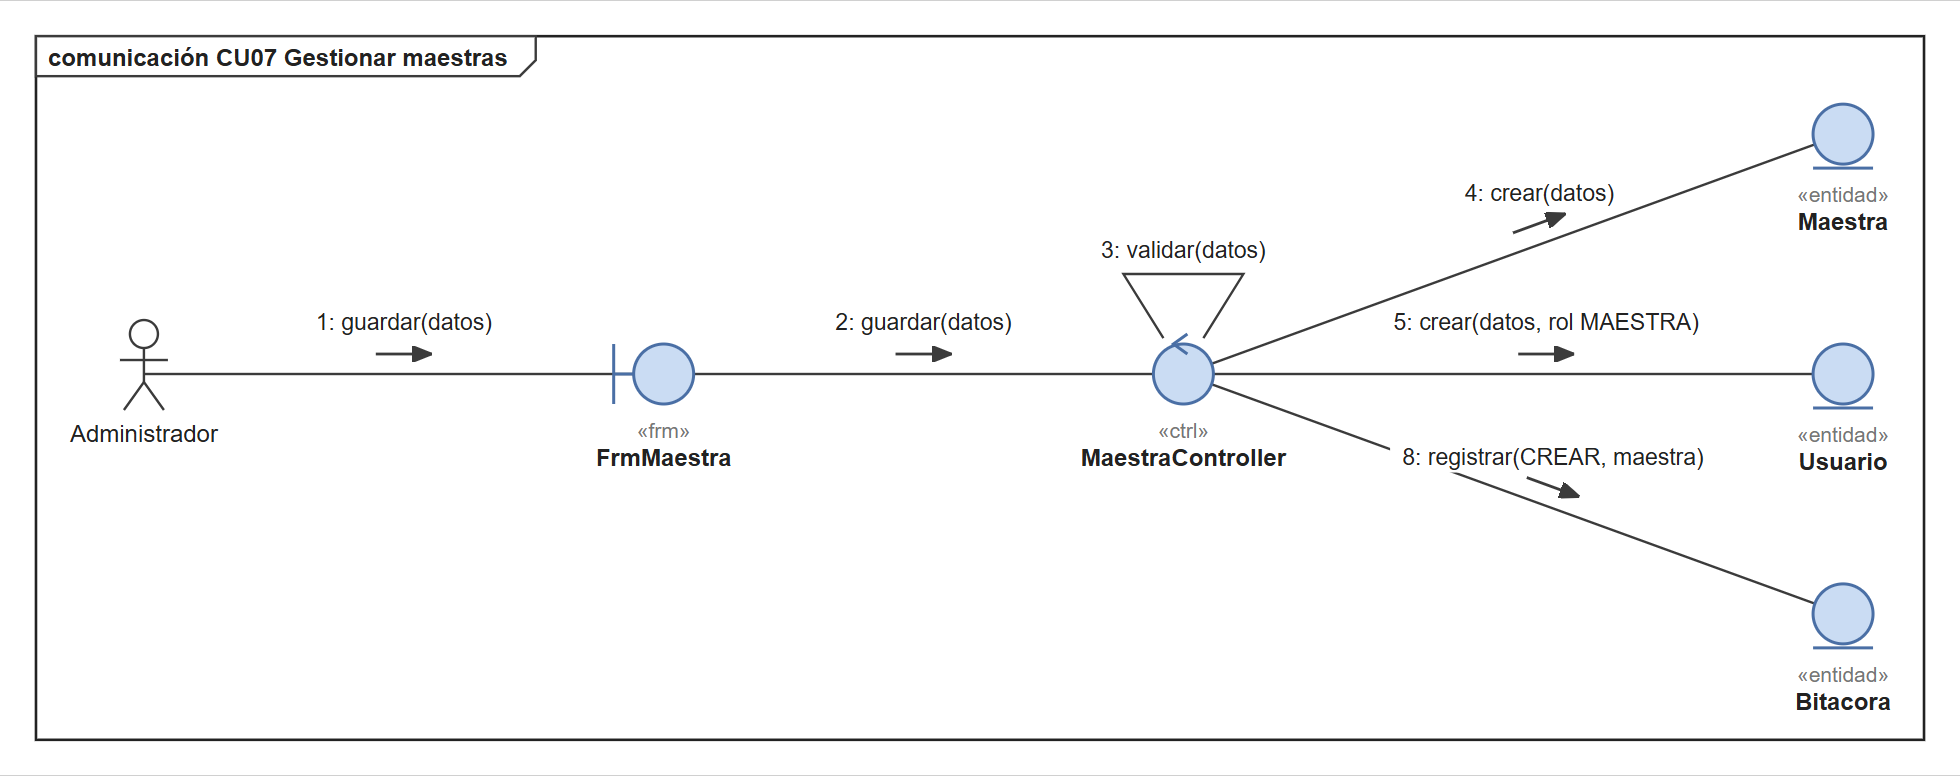 comunicación CU07 Gestionar maestras
4: crear(datos)
«entidad»
Maestra
3: validar(datos)
1: guardar(datos)
2: guardar(datos)
5: crear(datos, rol MAESTRA)
Administrador
«frm»
FrmMaestra
«ctrl»
MaestraController
8: registrar(CREAR, maestra)
«entidad»
Usuario
«entidad»
Bitacora